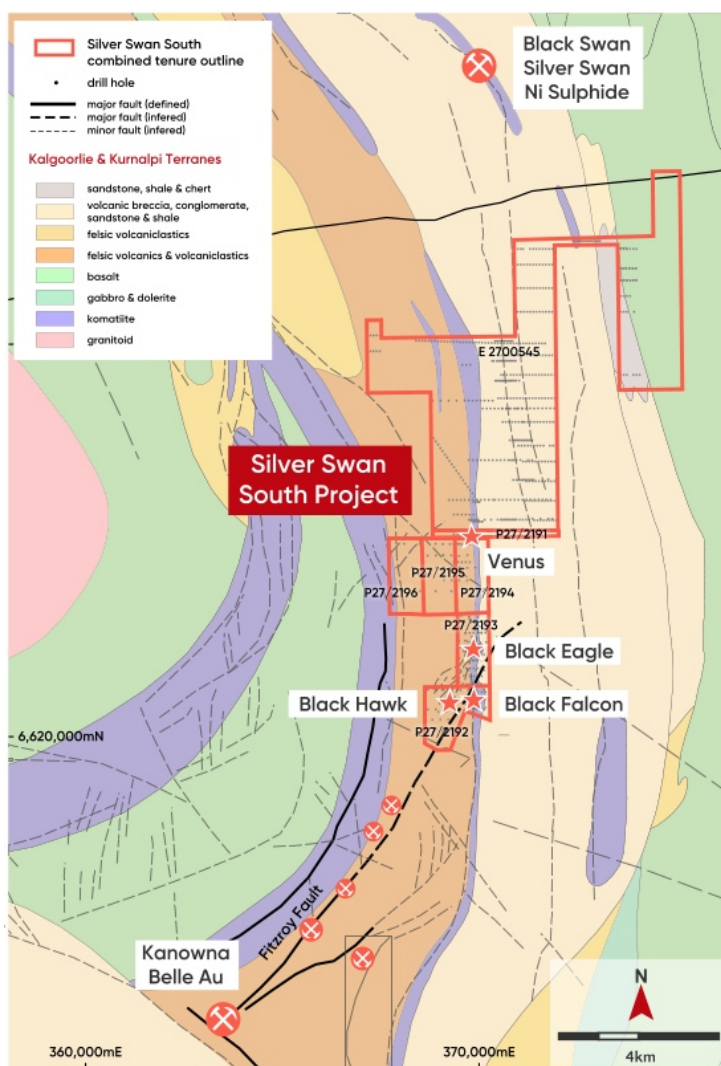 Silver Swan South
combined tenure outline
drill hole
major fault (defined)
major fault (infered)
minor fault (infered)
Kalgoorlie & Kurnalpi Terranes
sandstone, shale & chert
volcanic breccia, conglomerate,
sandstone & shale
felsic volcaniclastics
felsic volcanics & volcaniclastics
basalt
gabbro & dolerite
komatiite
granitoid
Black Swan
Silver Swan
Ni Sulphide
E 2700545
Silver Swan
South Project
P27/2191
Venus
P27/2195
P27/2196
P27/2194
P27/2193
Black Eagle
Black Hawk
Black Falcon
P27/2192
6,620,000mN
Fitzroy Fault
Kanowna
Belle Au
N
360,000mE
370,000mE
4km